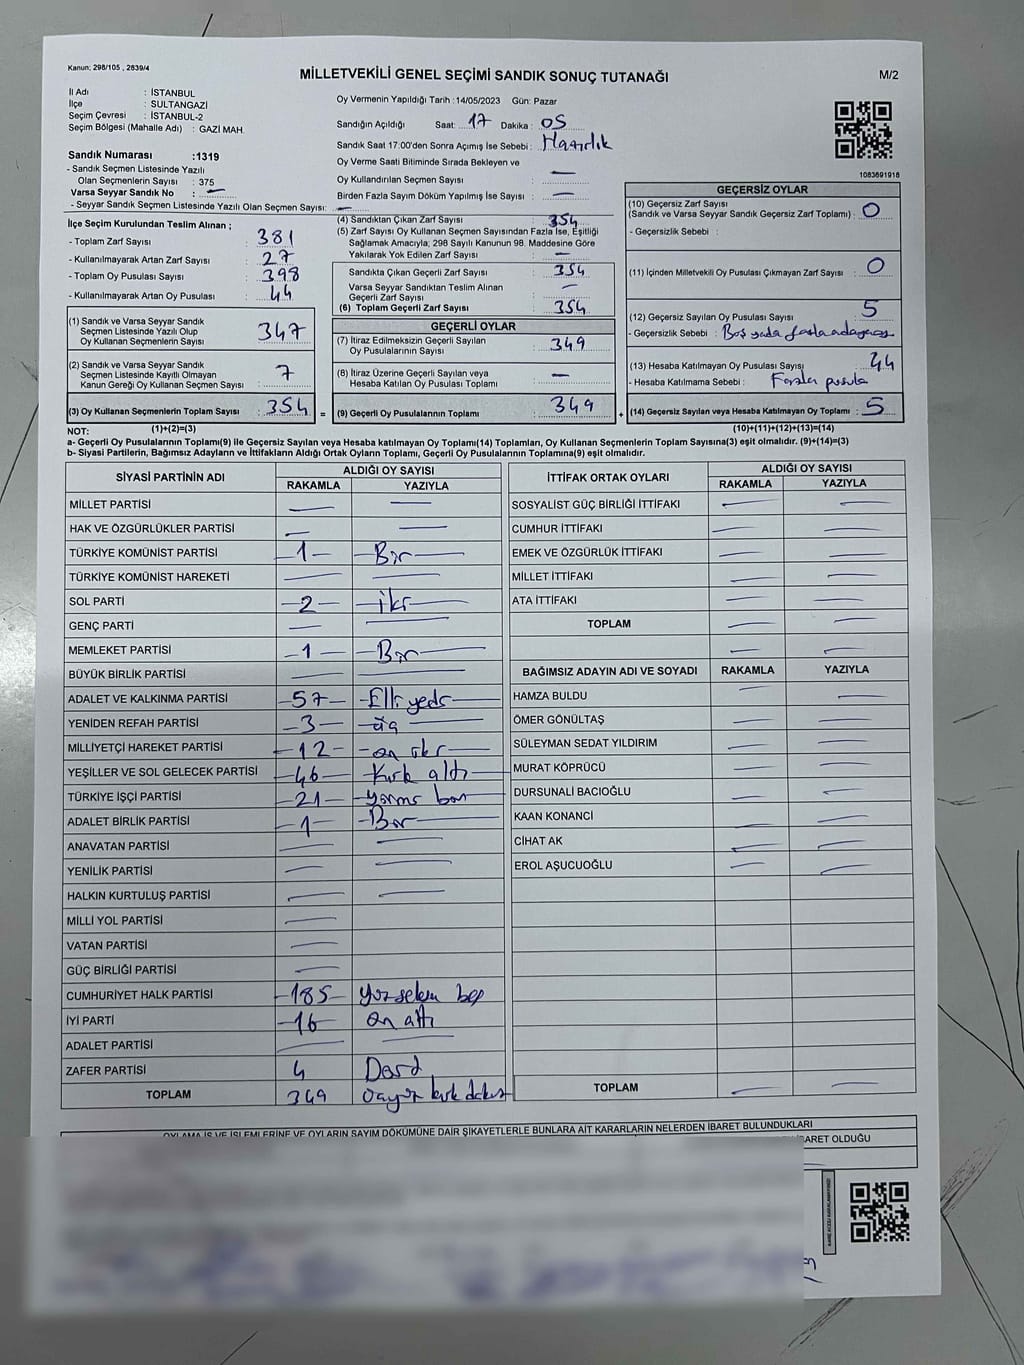 Kanun: 298/105 , 2839/4
MİLLETVEKİLİ GENEL SEÇİMİ SANDIK SONUÇ TUTANAĞI
M/2
İl Adı : İSTANBUL
İlçe : SULTANGAZİ
Seçim Çevresi : İSTANBUL-2
Seçim Bölgesi (Mahalle Adı) : GAZİ MAH.
Oy Vermenin Yapıldığı Tarih :14/05/2023 Gün: Pazar
Sandığın Açıldığı Saat: 17 Dakika : 05
Sandık Saat 17:00'den Sonra Açımış İse Sebebi : Hazırlık
Oy Verme Saati Bitiminde Sırada Bekleyen ve
Oy Kullandırılan Seçmen Sayısı : —
Birden Fazla Sayım Döküm Yapılmış İse Sayısı : —
1083691916
Sandık Numarası :1319
- Sandık Seçmen Listesinde Yazılı
Olan Seçmenlerin Sayısı : 375
Varsa Seyyar Sandık No : —
- Seyyar Sandık Seçmen Listesinde Yazılı Olan Seçmen Sayısı: —
İlçe Seçim Kurulundan Teslim Alınan ;
- Toplam Zarf Sayısı : 381
- Kullanılmayarak Artan Zarf Sayısı : 27
- Toplam Oy Pusulası Sayısı : 398
- Kullanılmayarak Artan Oy Pusulası : 44
(1) Sandık ve Varsa Seyyar Sandık
Seçmen Listesinde Yazılı Olup
Oy Kullanan Seçmenlerin Sayısı : 347
(2) Sandık ve Varsa Seyyar Sandık
Seçmen Listesinde Kayıtlı Olmayan
Kanun Gereği Oy Kullanan Seçmen Sayısı : 7
(3) Oy Kullanan Seçmenlerin Toplam Sayısı : 354 =
(1)+(2)=(3)
(4) Sandıktan Çıkan Zarf Sayısı : 354
(5) Zarf Sayısı Oy Kullanan Seçmen Sayısından Fazla İse, Eşitliği
Sağlamak Amacıyla; 298 Sayılı Kanunun 98. Maddesine Göre
Yakılarak Yok Edilen Zarf Sayısı : —
Sandıkta Çıkan Geçerli Zarf Sayısı : 354
Varsa Seyyar Sandıktan Teslim Alınan
Geçerli Zarf Sayısı : —
(6) Toplam Geçerli Zarf Sayısı : 354
GEÇERLİ OYLAR
(7) İtiraz Edilmeksizin Geçerli Sayılan
Oy Pusulalarının Sayısı : 349
(8) İtiraz Üzerine Geçerli Sayılan veya
Hesaba Katılan Oy Pusulası Toplamı : —
(9) Geçerli Oy Pusulalarının Toplamı : 349 +
GEÇERSİZ OYLAR
(10) Geçersiz Zarf Sayısı
(Sandık ve Varsa Seyyar Sandık Geçersiz Zarf Toplamı) : 0
- Geçersizlik Sebebi :
(11) İçinden Milletvekili Oy Pusulası Çıkmayan Zarf Sayısı : 0
(12) Geçersiz Sayılan Oy Pusulası Sayısı : 5
- Geçersizlik Sebebi : Boş yada fazla
(13) Hesaba Katılmayan Oy Pusulası Sayısı : 44
- Hesaba Katılmama Sebebi : Fazla pusula
(14) Geçersiz Sayılan veya Hesaba Katılmayan Oy Toplamı : 5
(10)+(11)+(12)+(13)=(14)
NOT:
a- Geçerli Oy Pusulalarının Toplamı(9) ile Geçersiz Sayılan veya Hesaba katılmayan Oy Toplamı(14) Toplamları, Oy Kullanan Seçmenlerin Toplam Sayısına(3) eşit olmalıdır. (9)+(14)=(3)
b- Siyasi Partilerin, Bağımsız Adayların ve İttifakların Aldığı Ortak Oyların Toplamı, Geçerli Oy Pusulalarının Toplamına(9) eşit olmalıdır.
SİYASİ PARTİNİN ADI ALDIĞI OY SAYISI
RAKAMLA YAZIYLA
MİLLET PARTİSİ — —
HAK VE ÖZGÜRLÜKLER PARTİSİ — —
TÜRKİYE KOMÜNİST PARTİSİ -1- -Bir-
TÜRKİYE KOMÜNİST HAREKETİ — —
SOL PARTİ -2- -iki-
GENÇ PARTİ — —
MEMLEKET PARTİSİ -1- -Bir-
BÜYÜK BİRLİK PARTİSİ — —
ADALET VE KALKINMA PARTİSİ -57- -Elli yedi-
YENİDEN REFAH PARTİSİ -3- -üç-
MİLLİYETÇİ HAREKET PARTİSİ -12- -on iki-
YEŞİLLER VE SOL GELECEK PARTİSİ -46- -Kırk altı-
TÜRKİYE İŞÇİ PARTİSİ -21- -yirmi bir-
ADALET BİRLİK PARTİSİ -1- -Bir-
ANAVATAN PARTİSİ — —
YENİLİK PARTİSİ — —
HALKIN KURTULUŞ PARTİSİ — —
MİLLİ YOL PARTİSİ —
VATAN PARTİSİ —
GÜÇ BİRLİĞİ PARTİSİ —
CUMHURİYET HALK PARTİSİ -185- Yüzseksen beş
İYİ PARTİ -16- on altı
ADALET PARTİSİ — —
ZAFER PARTİSİ 4 Dört
TOPLAM 349 üçyüz kırk dokuz
İTTİFAK ORTAK OYLARI ALDIĞI OY SAYISI
RAKAMLA YAZIYLA
SOSYALİST GÜÇ BİRLİĞİ İTTİFAKI — —
CUMHUR İTTİFAKI — —
EMEK VE ÖZGÜRLÜK İTTİFAKI — —
MİLLET İTTİFAKI — —
ATA İTTİFAKI — —
TOPLAM — —
— —
BAĞIMSIZ ADAYIN ADI VE SOYADI RAKAMLA YAZIYLA
HAMZA BULDU — —
ÖMER GÖNÜLTAŞ — —
SÜLEYMAN SEDAT YILDIRIM — —
MURAT KÖPRÜCÜ — —
DURSUNALİ BACIOĞLU — —
KAAN KONANCİ — —
CİHAT AK — —
EROL AŞUCUOĞLU — —
TOPLAM — —
OYLAMA İŞ VE İŞLEMLERİNE VE OYLARIN SAYIM DÖKÜMÜNE DAİR ŞİKAYETLERLE BUNLARA AİT KARARLARIN NELERDEN İBARET BULUNDUKLARI
İBARET OLDUĞU